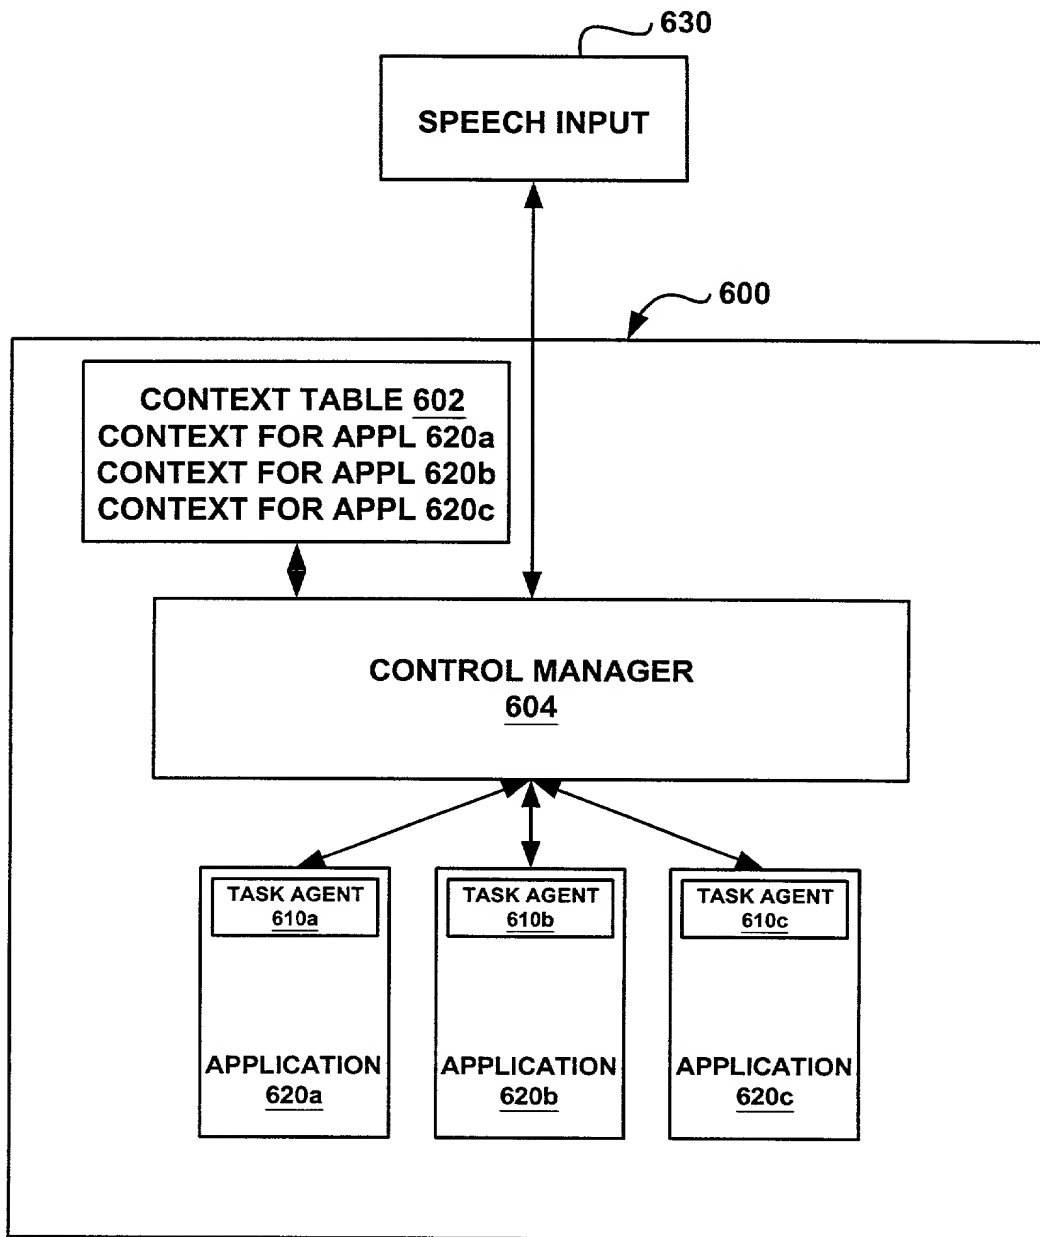 630
SPEECH INPUT
600
CONTEXT TABLE 602
CONTEXT FOR APPL 620a
CONTEXT FOR APPL 620b
CONTEXT FOR APPL 620c
CONTROL MANAGER
604
TASK AGENT
610a
TASK AGENT
610b
TASK AGENT
610c
APPLICATION
620a
APPLICATION
620b
APPLICATION
620c